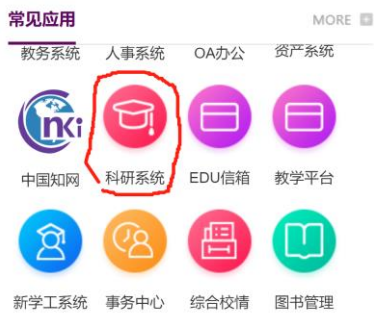 常见应用 MORE
教务系统 人事系统 OA办公 资产系统
cnki
中国知网 科研系统 EDU信箱 教学平台
新学工系统 事务中心 综合校情 图书管理